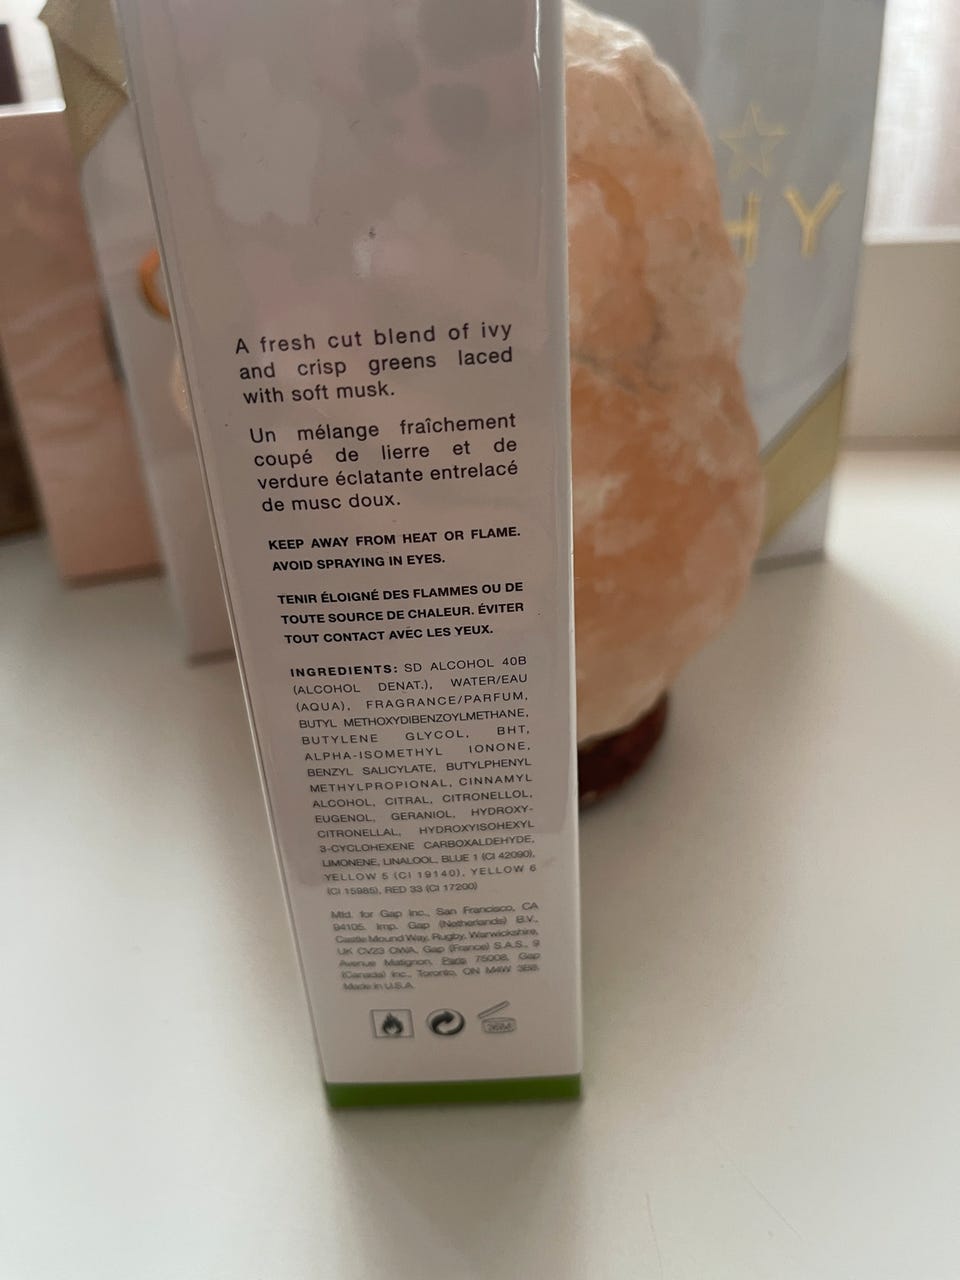 HY
A fresh cut blend of ivy
and crisp greens laced
with soft musk.
Un mélange fraîchement
coupé de lierre et de
verdure éclatante entrelacé
de musc doux.
KEEP AWAY FROM HEAT OR FLAME.
AVOID SPRAYING IN EYES.
TENIR ÉLOIGNÉ DES FLAMMES OU DE
TOUTE SOURCE DE CHALEUR. ÉVITER
TOUT CONTACT AVEC LES YEUX.
INGREDIENTS: SD ALCOHOL 40B
(ALCOHOL DENAT.), WATER/EAU
(AQUA), FRAGRANCE/PARFUM,
BUTYL METHOXYDIBENZOYLMETHANE,
BUTYLENE GLYCOL, BHT,
ALPHA-ISOMETHYL IONONE,
BENZYL SALICYLATE, BUTYLPHENYL
METHYLPROPIONAL, CINNAMYL
ALCOHOL, CITRAL, CITRONELLOL,
EUGENOL, GERANIOL, HYDROXY-
CITRONELLAL, HYDROXYISOHEXYL
3-CYCLOHEXENE CARBOXALDEHYDE,
LIMONENE, LINALOOL, BLUE 1 (CI 42090),
YELLOW 5 (CI 19140), YELLOW 6
(CI 15985), RED 33 (CI 17200)
Mfd. for Gap Inc., San Francisco, CA
94105. Imp. Gap (Netherlands) B.V.,
Castle Mound Way, Rugby, Warwickshire,
UK CV23 0WA, Gap (France) S.A.S., 9
Avenue Matignon, Paris 75008, Gap
(Canada) Inc., Toronto, ON M4W 3B8.
Made in U.S.A.